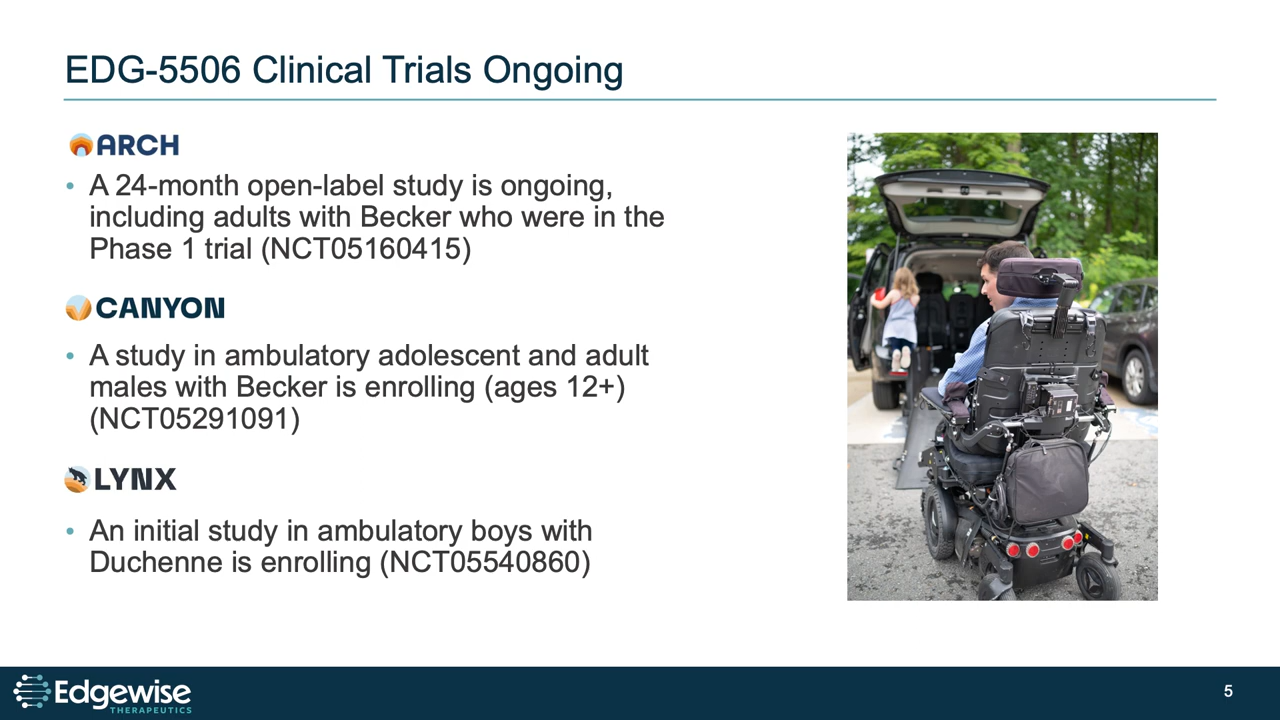 EDG-5506 Clinical Trials Ongoing
ARCH
• A 24-month open-label study is ongoing,
including adults with Becker who were in the
Phase 1 trial (NCT05160415)
CANYON
• A study in ambulatory adolescent and adult
males with Becker is enrolling (ages 12+)
(NCT05291091)
LYNX
• An initial study in ambulatory boys with
Duchenne is enrolling (NCT05540860)
Edgewise
THERAPEUTICS
5